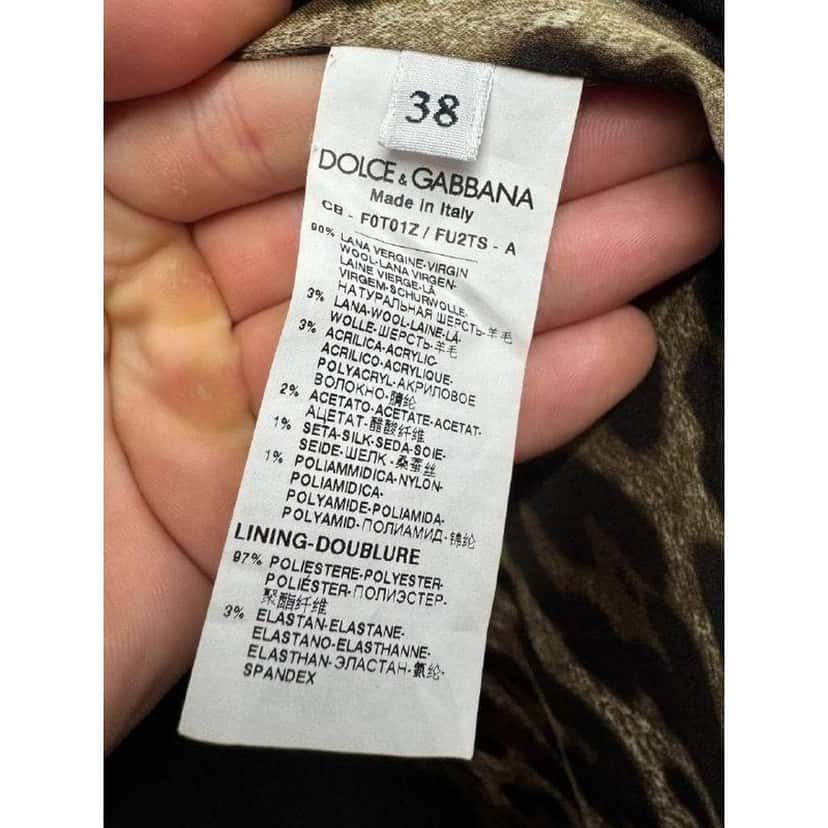 38
DOLCE & GABBANA
Made in Italy
CB - F0T01Z / FU2TS - A
90% LANA VERGINE-VIRGIN
WOOL-LANA VIRGEN-
LAINE VIERGE-LÃ
VIRGEM-SCHURWOLLE-
НАТУРАЛЬНАЯ ШЕРСТЬ-羊毛
3% LANA-WOOL-LAINE-LÃ-
WOLLE-ШЕРСТЬ-羊毛
3% ACRILICA-ACRYLIC-
ACRILICO-ACRYLIQUE-
POLYACRYL-АКРИЛОВОЕ
ВОЛОКНО-腈纶
2% ACETATO-ACETATE-ACETAT-
АЦЕТАТ-醋酸纤维
1% SETA-SILK-SEDA-SOIE-
SEIDE-ШЕЛК-桑蚕丝
1% POLIAMMIDICA-NYLON-
POLIAMIDICA-
POLYAMIDE-POLIAMIDA-
POLYAMID-ПОЛИАМИД-锦纶
LINING-DOUBLURE
97% POLIESTERE-POLYESTER-
POLIÉSTER-ПОЛИЭСТЕР-
聚酯纤维
3% ELASTAN-ELASTANE-
ELASTANO-ELASTHANNE-
ELASTHAN-ЭЛАСТАН-氨纶-
SPANDEX